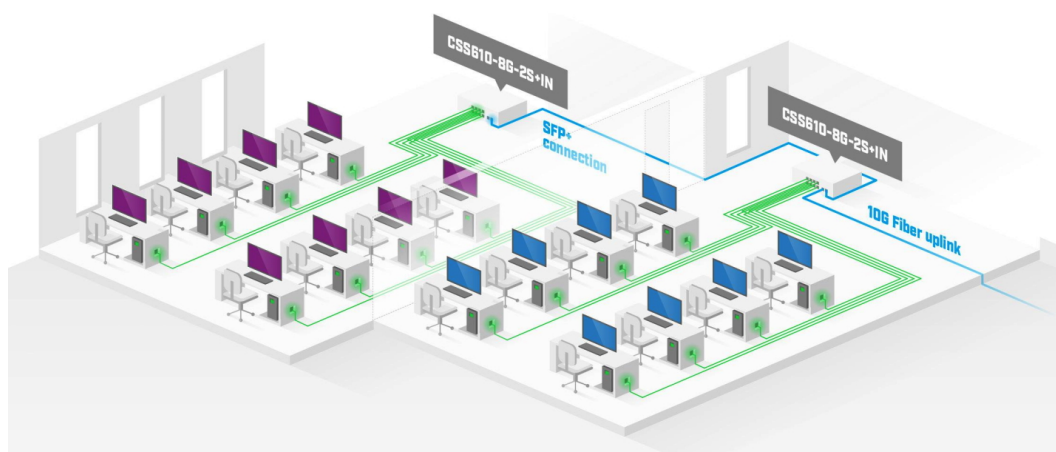 CSS610-8G-2S+IN
SFP+
connection
CSS610-8G-2S+IN
10G Fiber uplink